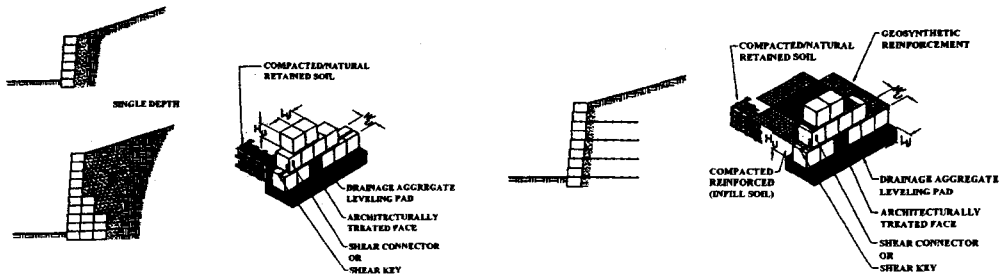 COMPACTED/NATURAL
RETAINED SOIL
SINGLE DEPTH
DRAINAGE AGGREGATE
LEVELING PAD
ARCHITECTURALLY
TREATED FACE
SHEAR CONNECTOR
OR
SHEAR KEY
GEOSYNTHETIC
REINFORCEMENT
COMPACTED/NATURAL
RETAINED SOIL
COMPACTED
REINFORCED
(INFILL SOIL)
DRAINAGE AGGREGATE
LEVELING PAD
ARCHITECTURALLY
TREATED FACE
SHEAR CONNECTOR
OR
SHEAR KEY